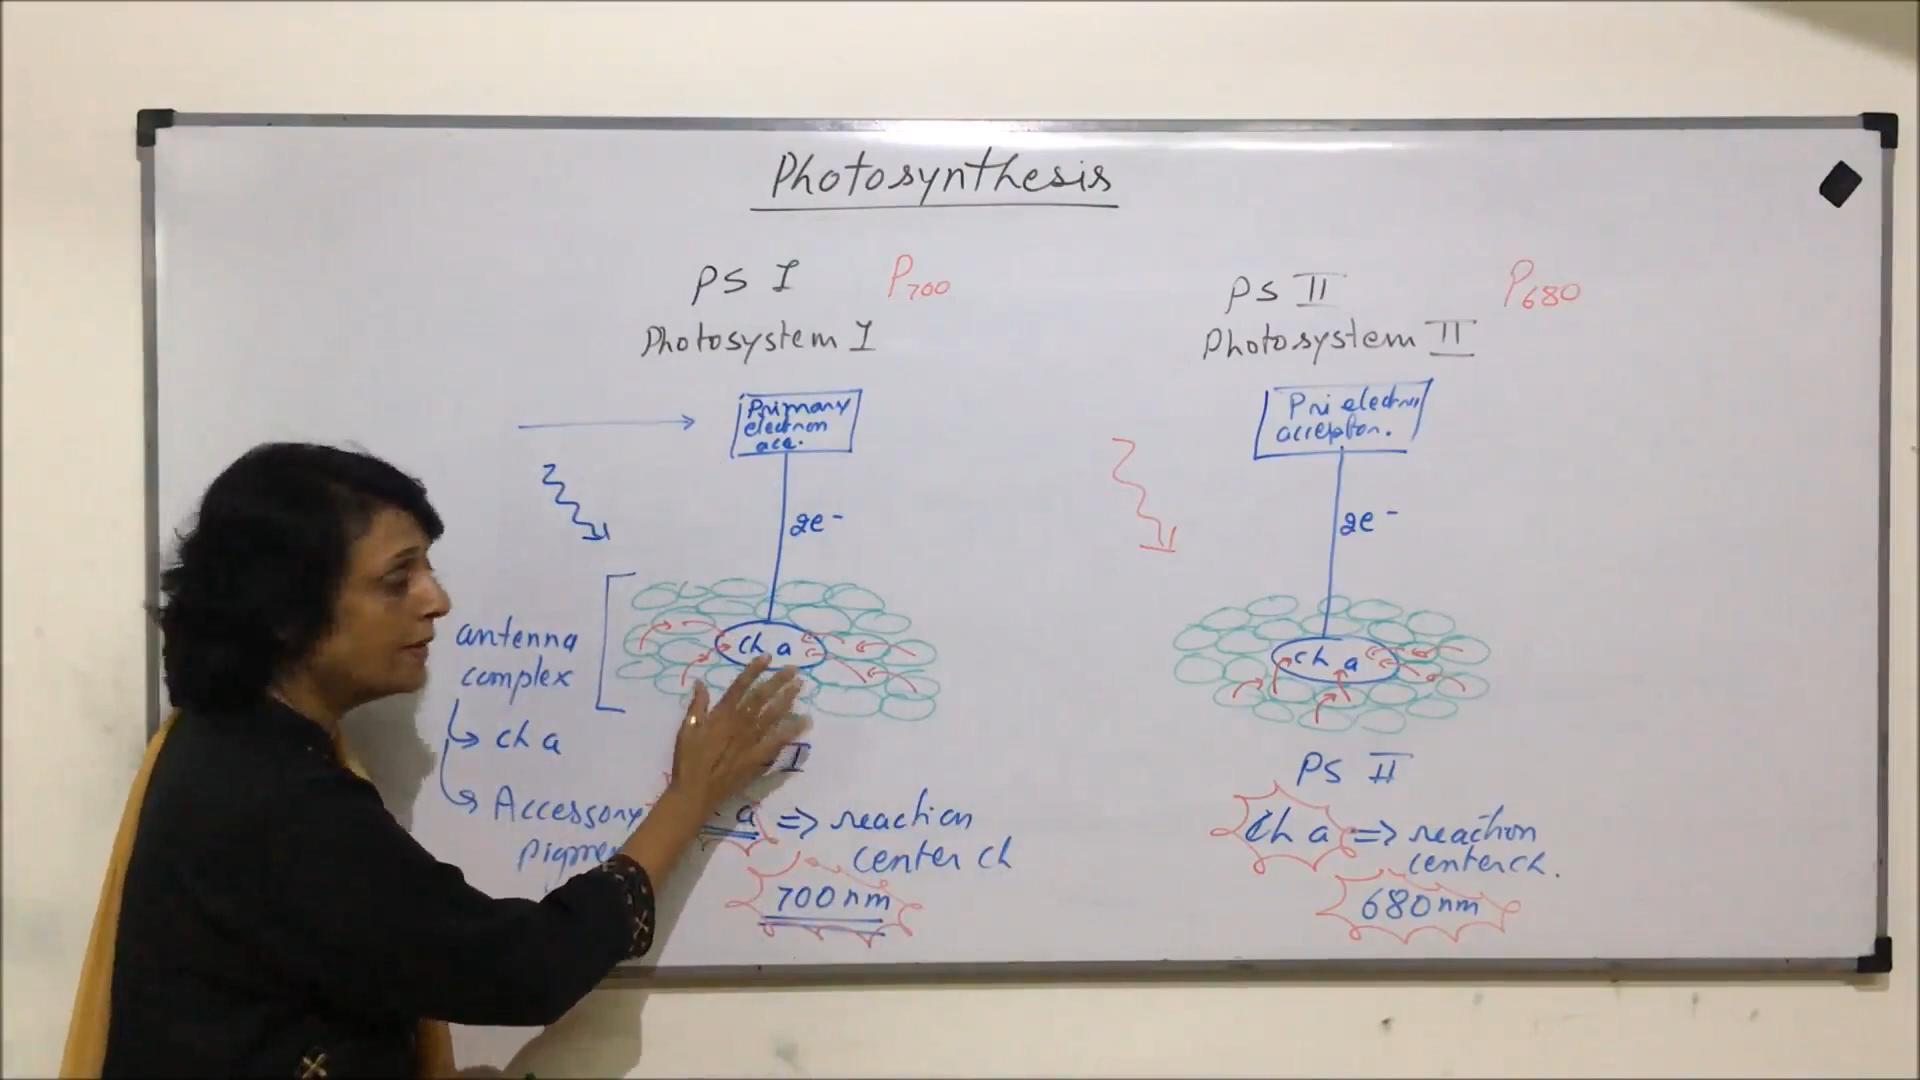 Photosynthesis
PS I P700
Photosystem I
Primary
electron
acc.
2e-
ch a
antenna
complex
ch a
Accessory
I
a => reaction
center ch
700nm
PS II P680
Photosystem II
Pri electron
acceptor.
2e-
ch a
PS II
Ch a => reaction
center ch.
680nm